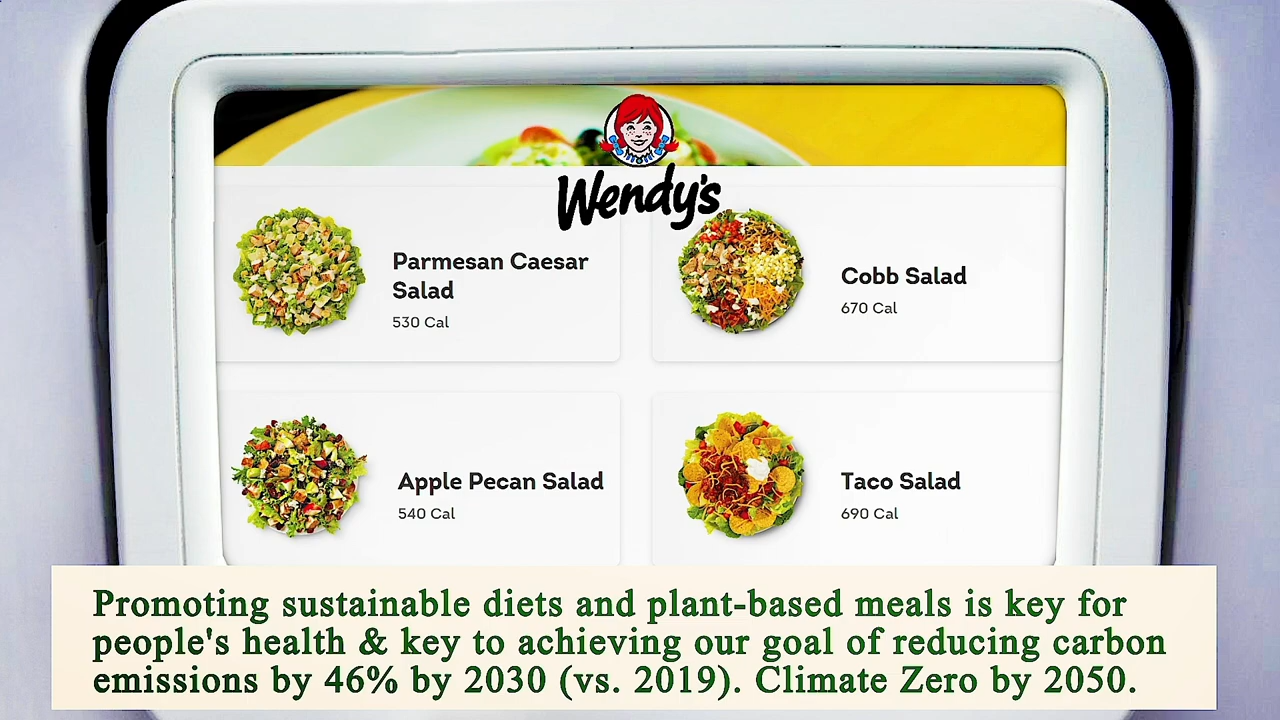 Wendy's
Parmesan Caesar
Salad
530 Cal
Cobb Salad
670 Cal
Apple Pecan Salad
540 Cal
Taco Salad
690 Cal
Promoting sustainable diets and plant-based meals is key for
people's health & key to achieving our goal of reducing carbon
emissions by 46% by 2030 (vs. 2019). Climate Zero by 2050.